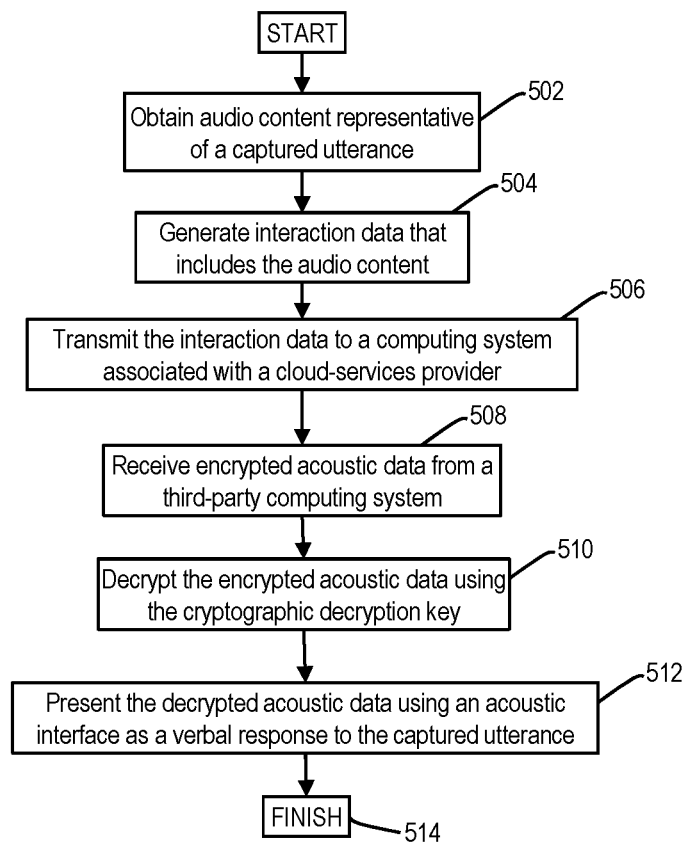 START
502
Obtain audio content representative
of a captured utterance
504
Generate interaction data that
includes the audio content
506
Transmit the interaction data to a computing system
associated with a cloud-services provider
508
Receive encrypted acoustic data from a
third-party computing system
510
Decrypt the encrypted acoustic data using
the cryptographic decryption key
512
Present the decrypted acoustic data using an acoustic
interface as a verbal response to the captured utterance
FINISH
514